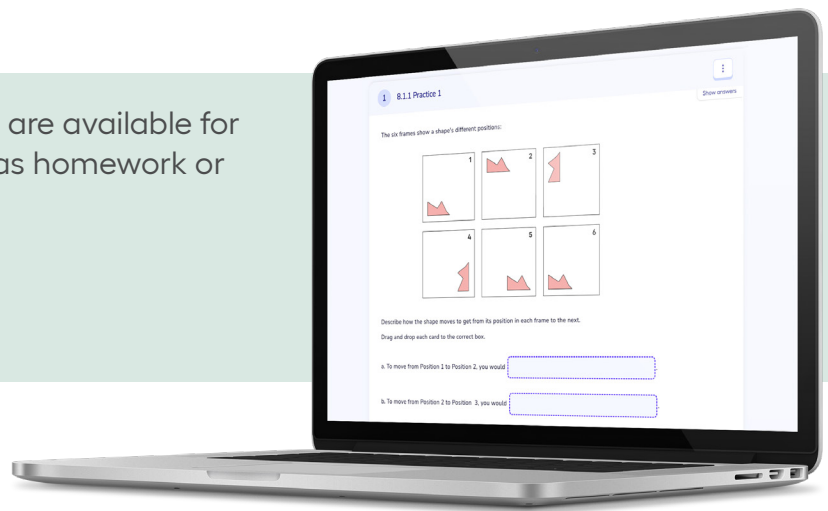 are available for
as homework or
1 8.1.1 Practice 1
Show answers
The six frames show a shape's different positions:
1 2 3
4 5 6
Describe how the shape moves to get from its position in each frame to the next.
Drag and drop each card to the correct box.
a. To move from Position 1 to Position 2, you would .
b. To move from Position 2 to Position 3, you would .